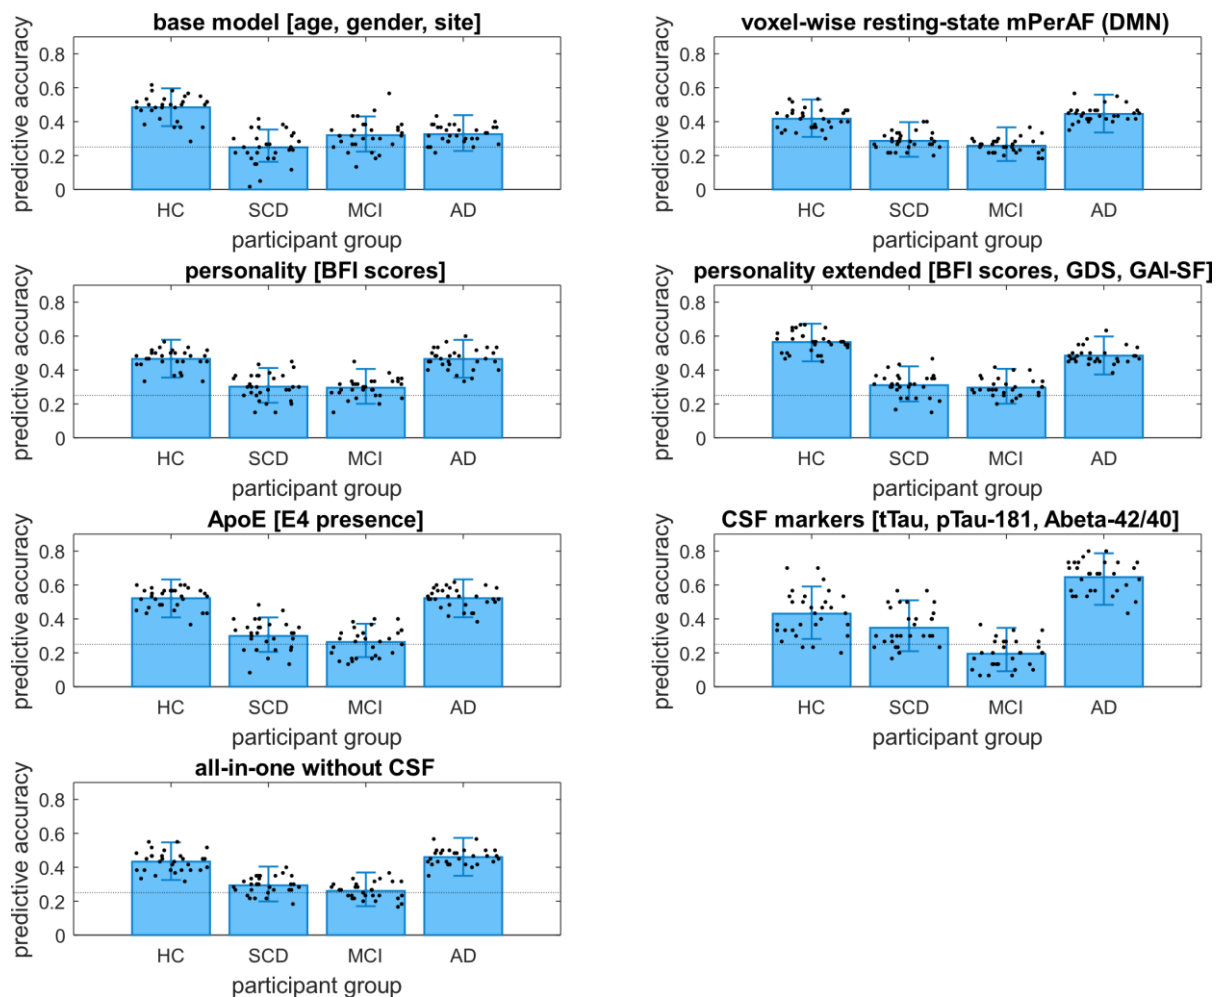 base model [age, gender, site]
predictive accuracy
0.8
0.6
0.4
0.2
0
HC SCD MCI AD
participant group
voxel-wise resting-state mPerAF (DMN)
predictive accuracy
0.8
0.6
0.4
0.2
0
HC SCD MCI AD
participant group
personality [BFI scores]
predictive accuracy
0.8
0.6
0.4
0.2
0
HC SCD MCI AD
participant group
personality extended [BFI scores, GDS, GAI-SF]
predictive accuracy
0.8
0.6
0.4
0.2
0
HC SCD MCI AD
participant group
ApoE [E4 presence]
predictive accuracy
0.8
0.6
0.4
0.2
0
HC SCD MCI AD
participant group
CSF markers [tTau, pTau-181, Abeta-42/40]
predictive accuracy
0.8
0.6
0.4
0.2
0
HC SCD MCI AD
participant group
all-in-one without CSF
predictive accuracy
0.8
0.6
0.4
0.2
0
HC SCD MCI AD
participant group